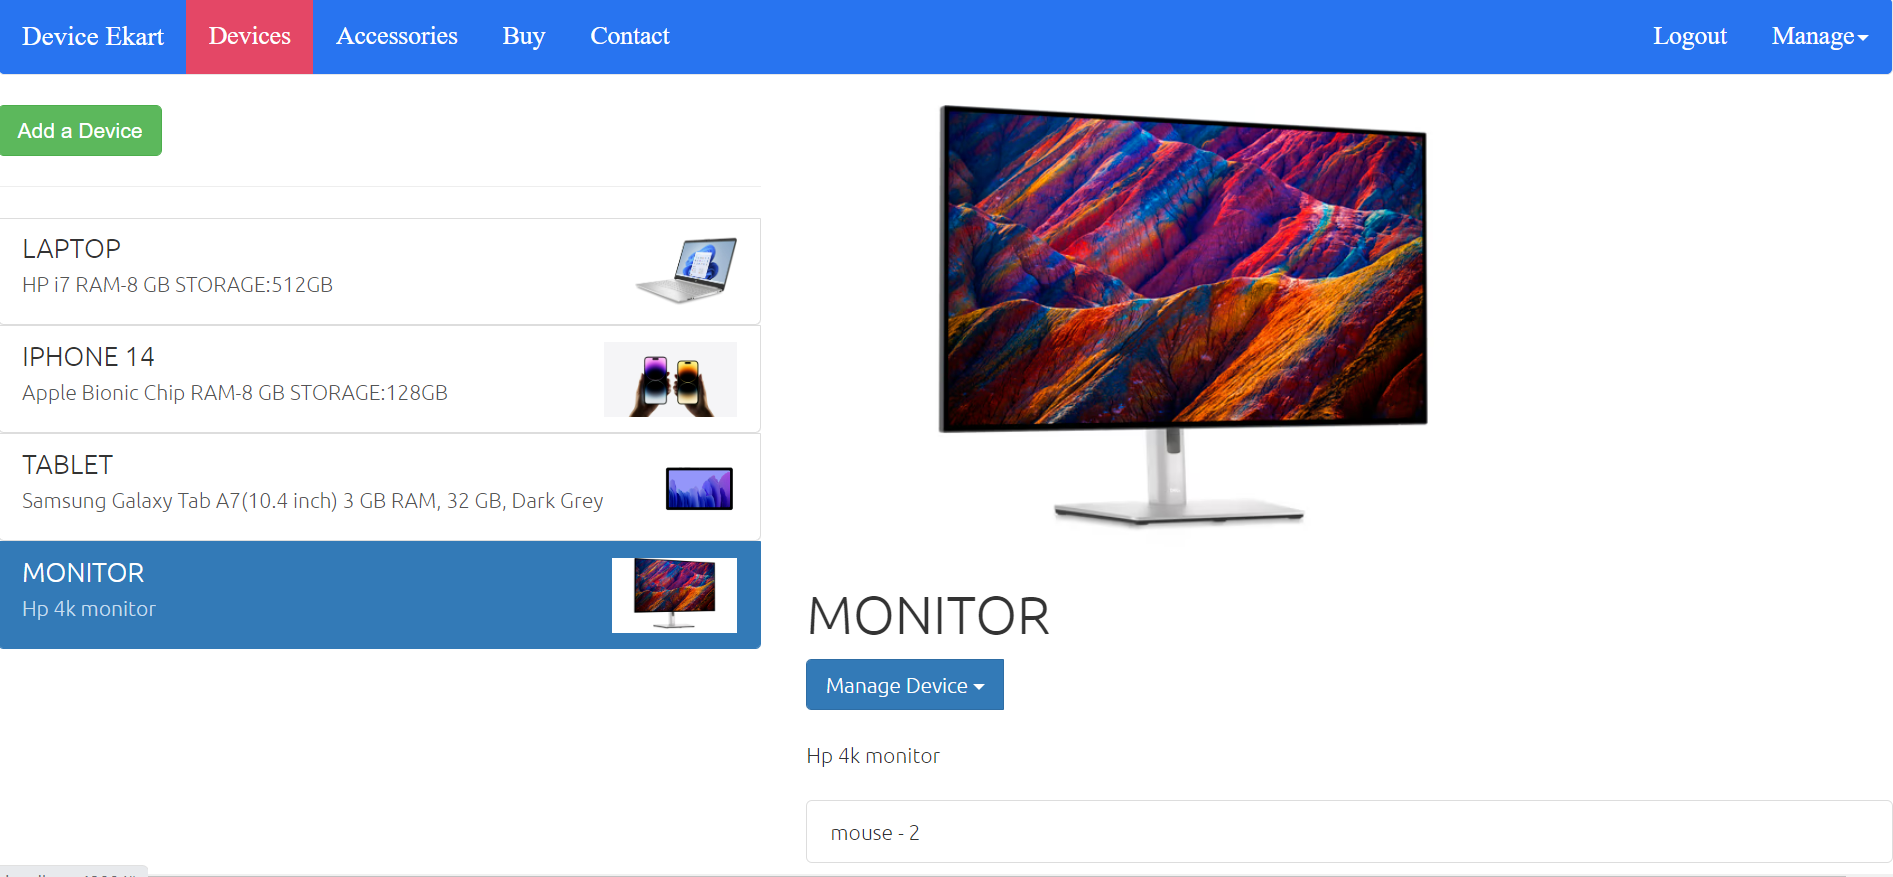 Device Ekart Devices Accessories Buy Contact Logout Manage
Add a Device
LAPTOP
HP i7 RAM-8 GB STORAGE:512GB
IPHONE 14
Apple Bionic Chip RAM-8 GB STORAGE:128GB
TABLET
Samsung Galaxy Tab A7(10.4 inch) 3 GB RAM, 32 GB, Dark Grey
MONITOR
Hp 4k monitor
MONITOR
Manage Device
Hp 4k monitor
mouse - 2